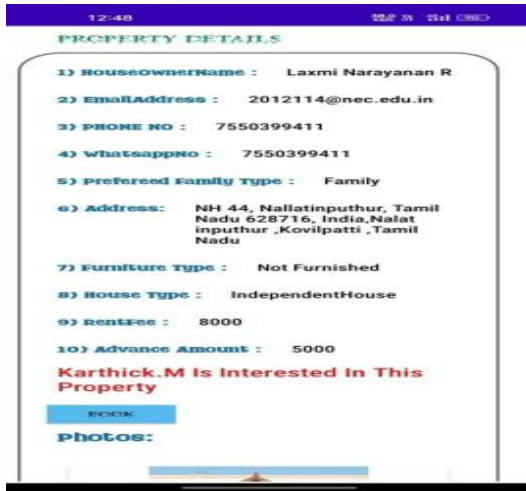 12:48
PROPERTY DETAILS
1) HouseOwnerName : Laxmi Narayanan R
2) EmailAddress : 2012114@nec.edu.in
3) PHONE NO : 7550399411
4) WhatsappNo : 7550399411
5) Prefereed Family Type : Family
6) Address: NH 44, Nallatinputhur, Tamil
Nadu 628716, India,Nalat
inputhur ,Kovilpatti ,Tamil
Nadu
7) Furniture Type : Not Furnished
8) House Type : IndependentHouse
9) RentFee : 8000
10) Advance Amount : 5000
Karthick.M Is Interested In This
Property
BOOK
Photos: